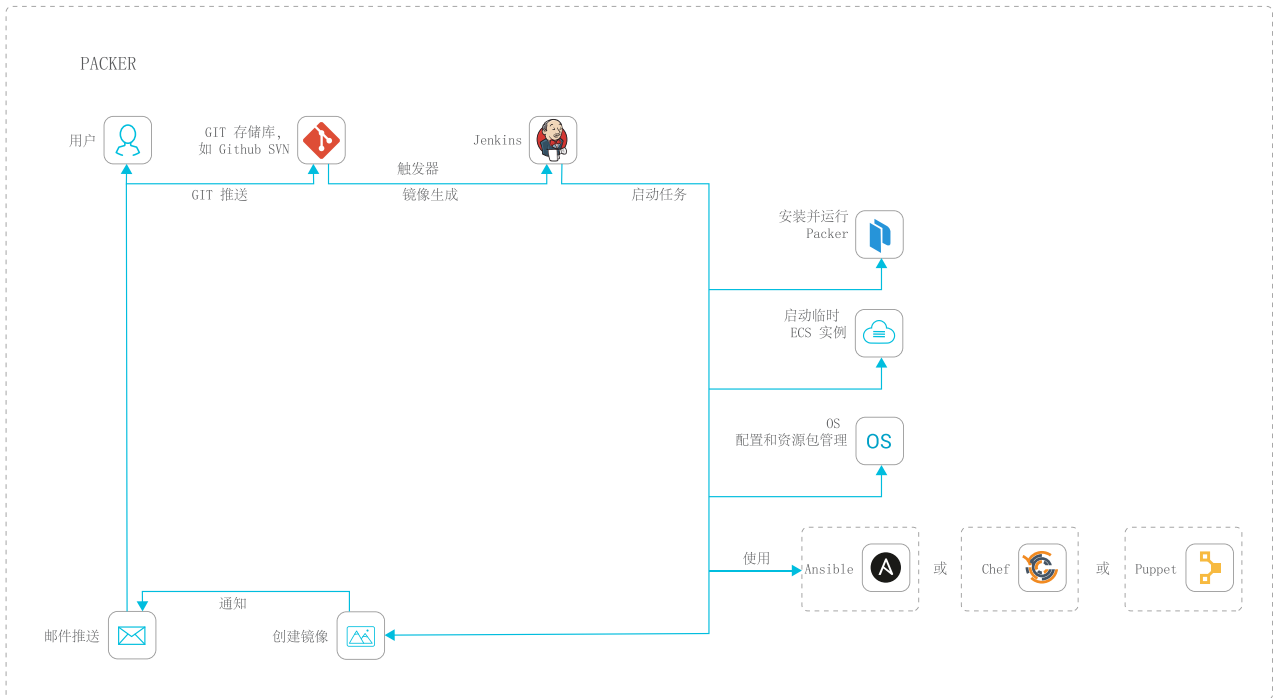 PACKER
用户
GIT 存储库,
如 Github SVN
Jenkins
触发器
GIT 推送
镜像生成
启动任务
安装并运行
Packer
启动临时
ECS 实例
OS
配置和资源包管理
OS
使用
Ansible
或
Chef
或
Puppet
通知
邮件推送
创建镜像